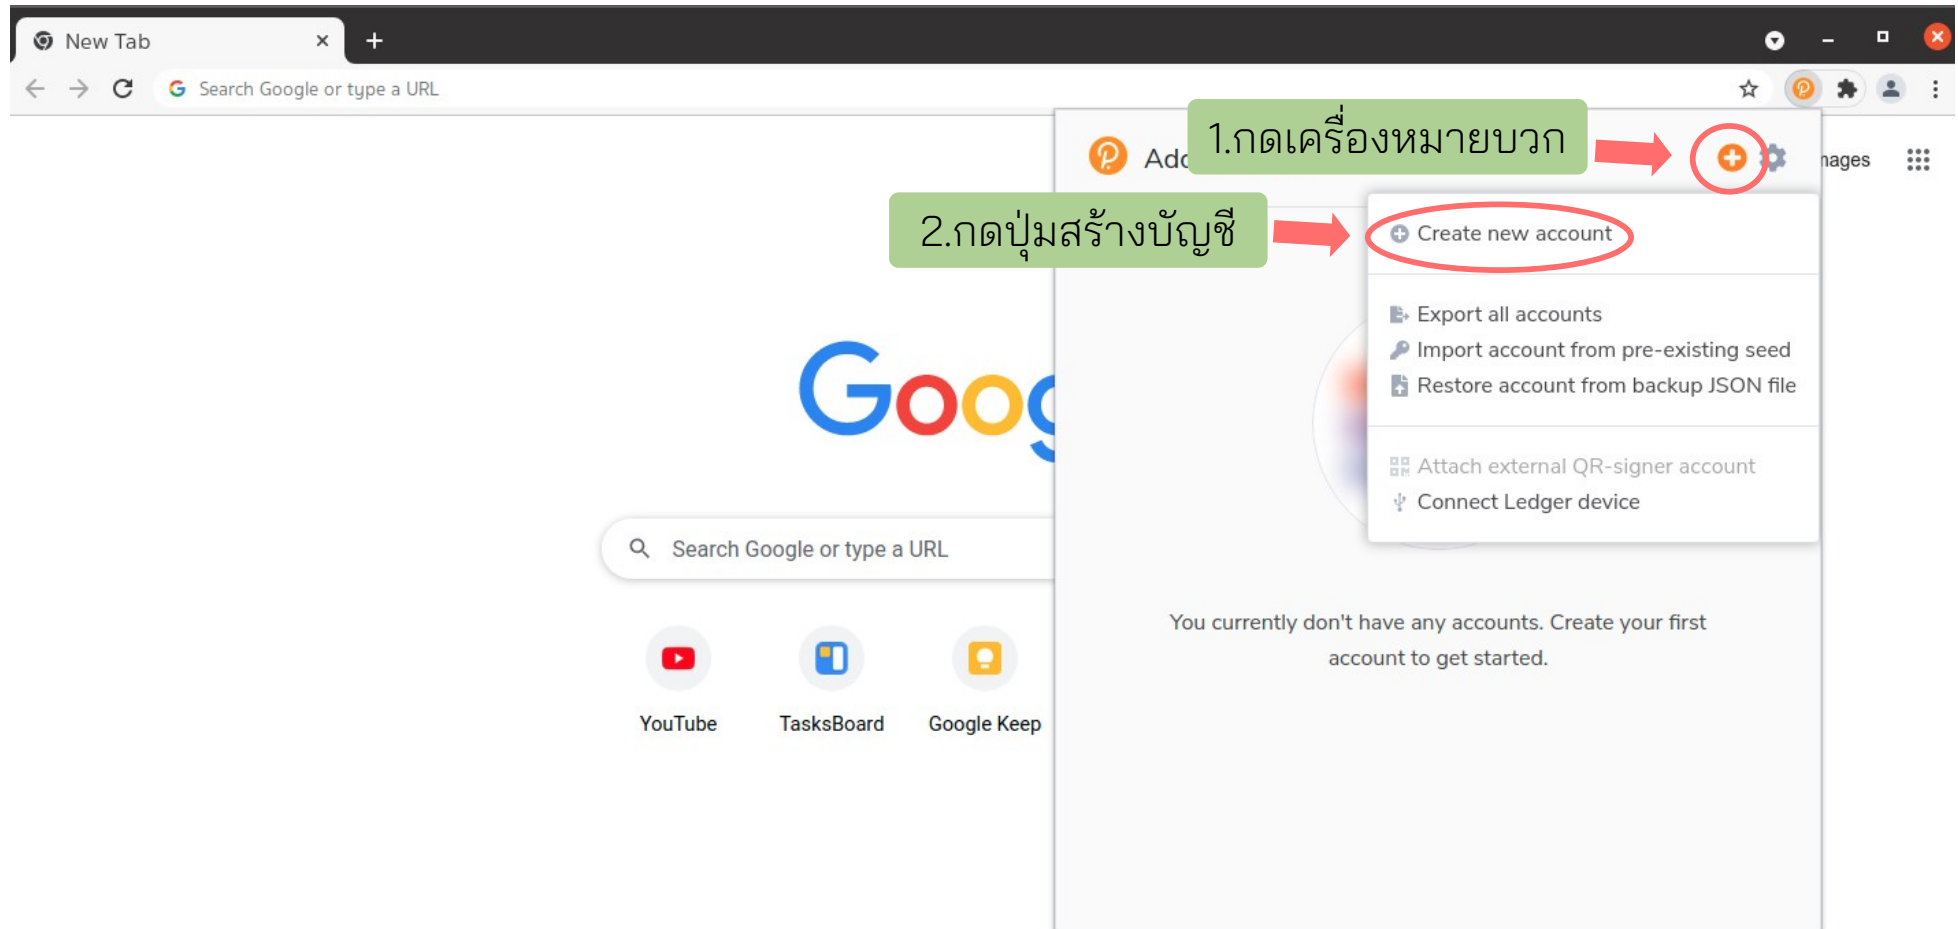 New Tab
Search Google or type a URL
1.กดเครื่องหมายบวก
nages
2.กดปุ่มสร้างบัญชี
Create new account
Export all accounts
Import account from pre-existing seed
Restore account from backup JSON file
Attach external QR-signer account
Connect Ledger device
Goog
Search Google or type a URL
You currently don't have any accounts. Create your first
account to get started.
YouTube
TasksBoard
Google Keep